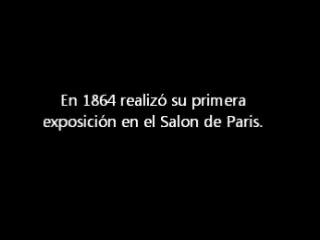 En 1864 realizó su primera
exposición en el Salon de Paris.